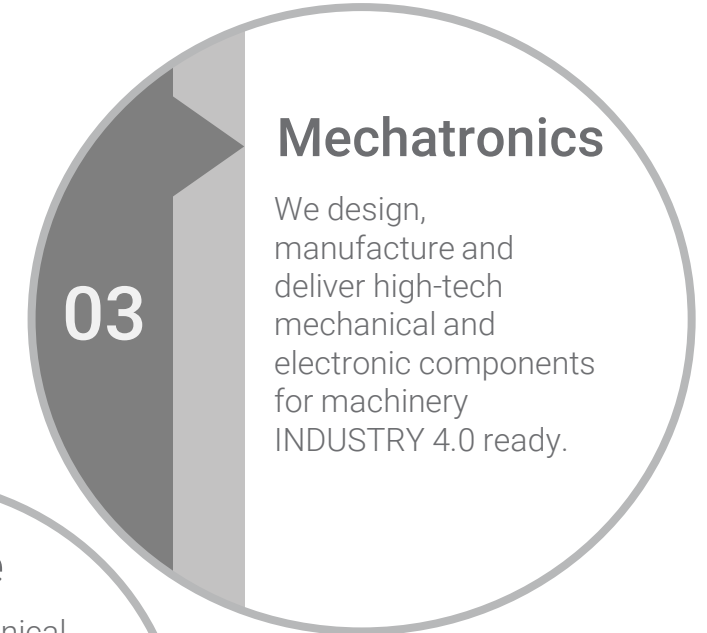 Mechatronics
We design,
manufacture and
deliver high-tech
mechanical and
03
electronic components
for machinery
INDUSTRY 4.0 ready.